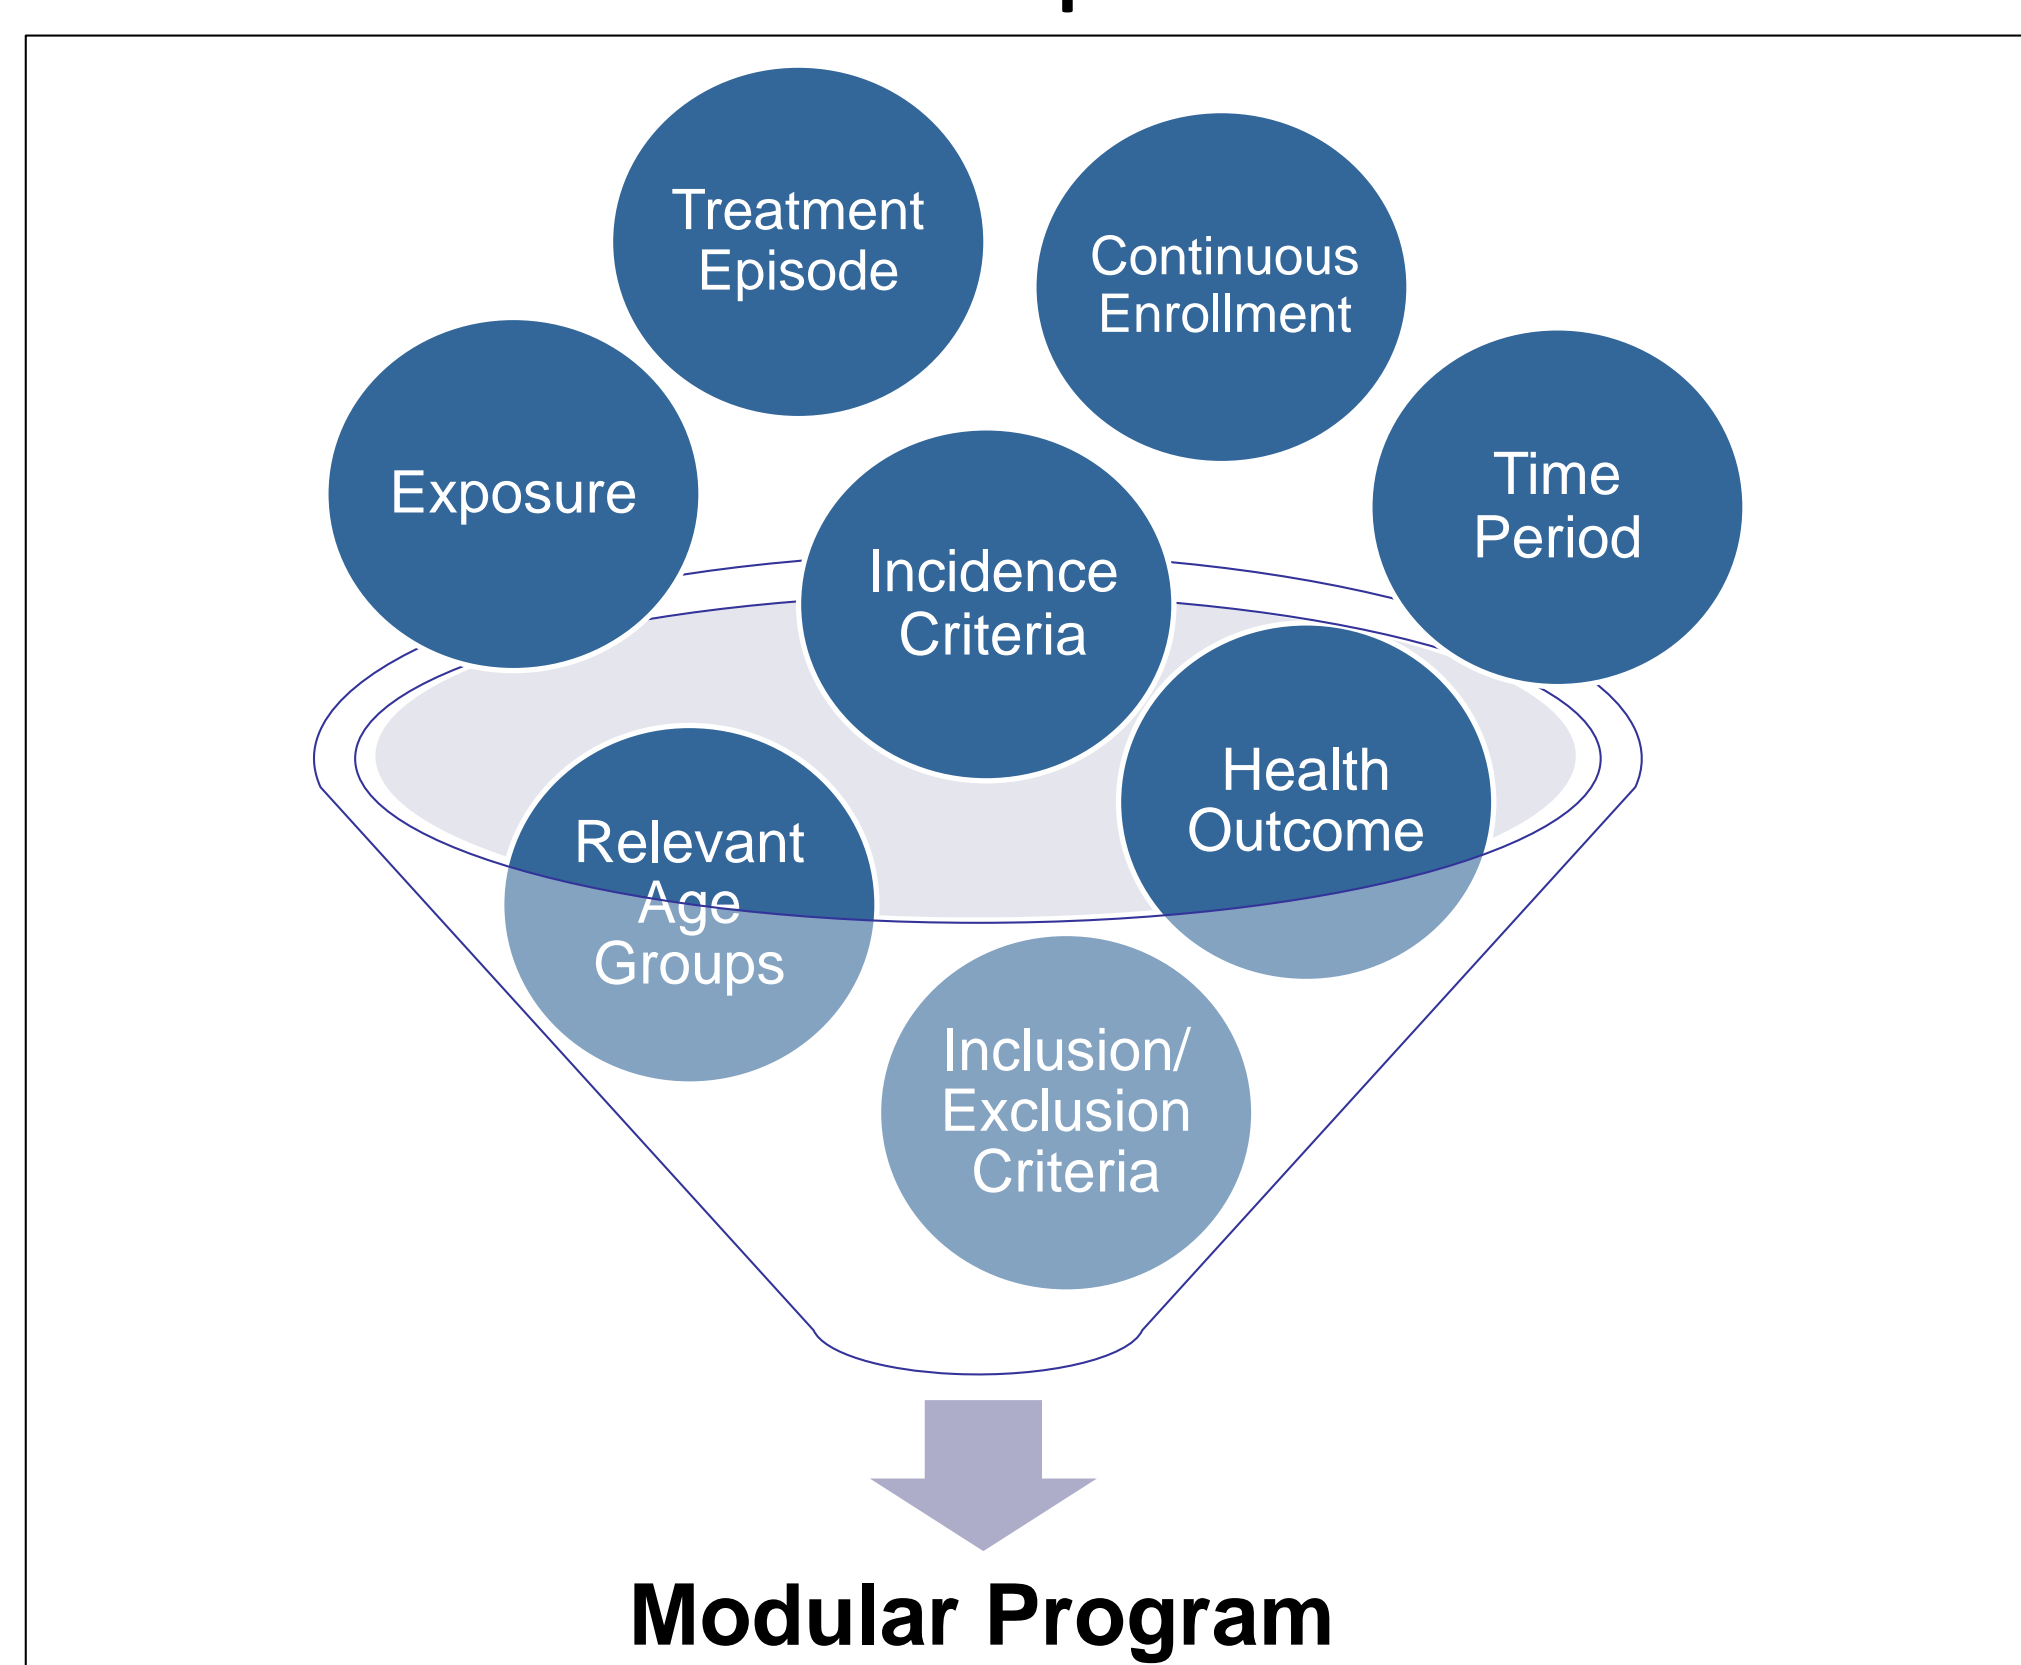 Treatment
Episode
Continuous
Enrollment
Exposure
Time
Period
Incidence
Criteria
Health
Outcome
Relevant
Age
Groups
Inclusion/
Exclusion
Criteria
Modular Program